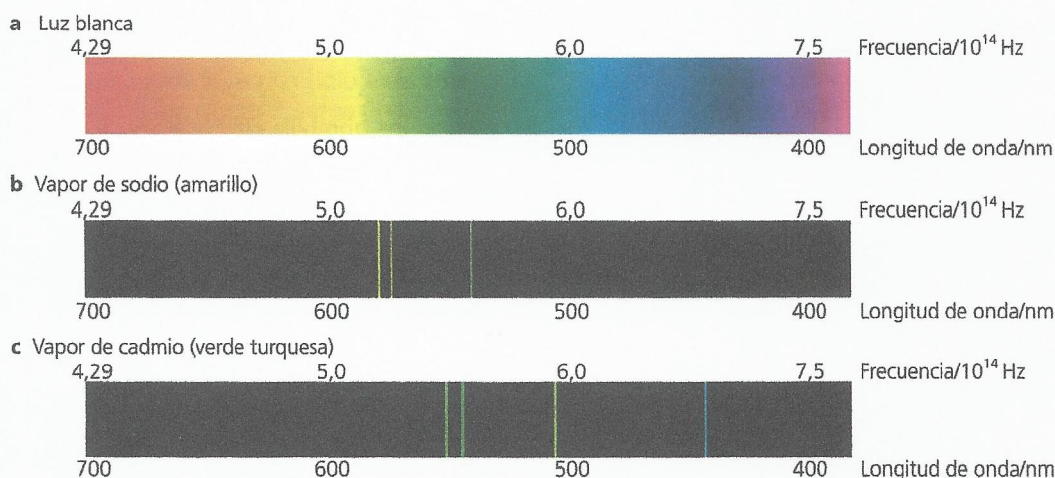 a Luz blanca
4,29 5,0 6,0 7,5 Frecuencia/10¹⁴ Hz
700 600 500 400 Longitud de onda/nm
b Vapor de sodio (amarillo)
4,29 5,0 6,0 7,5 Frecuencia/10¹⁴ Hz
700 600 500 400 Longitud de onda/nm
c Vapor de cadmio (verde turquesa)
4,29 5,0 6,0 7,5 Frecuencia/10¹⁴ Hz
700 600 500 400 Longitud de onda/nm